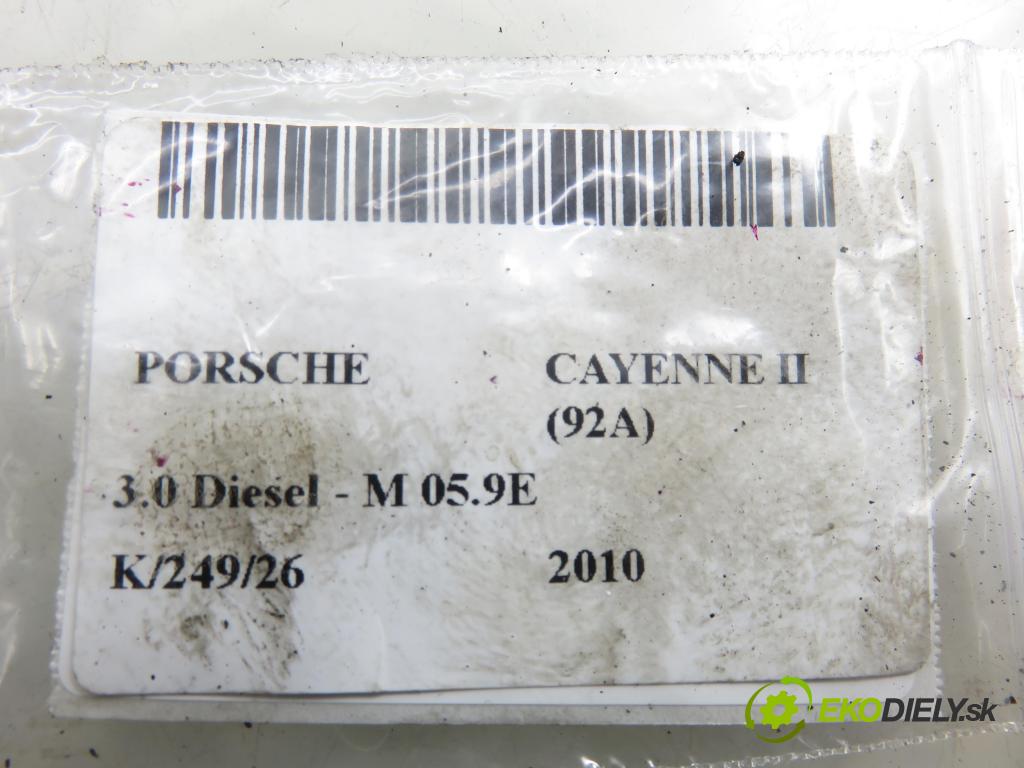 PORSCHE CAYENNE II
(92A)
3.0 Diesel - M 05.9E
K/249/26 2010
EKODIELY.sk